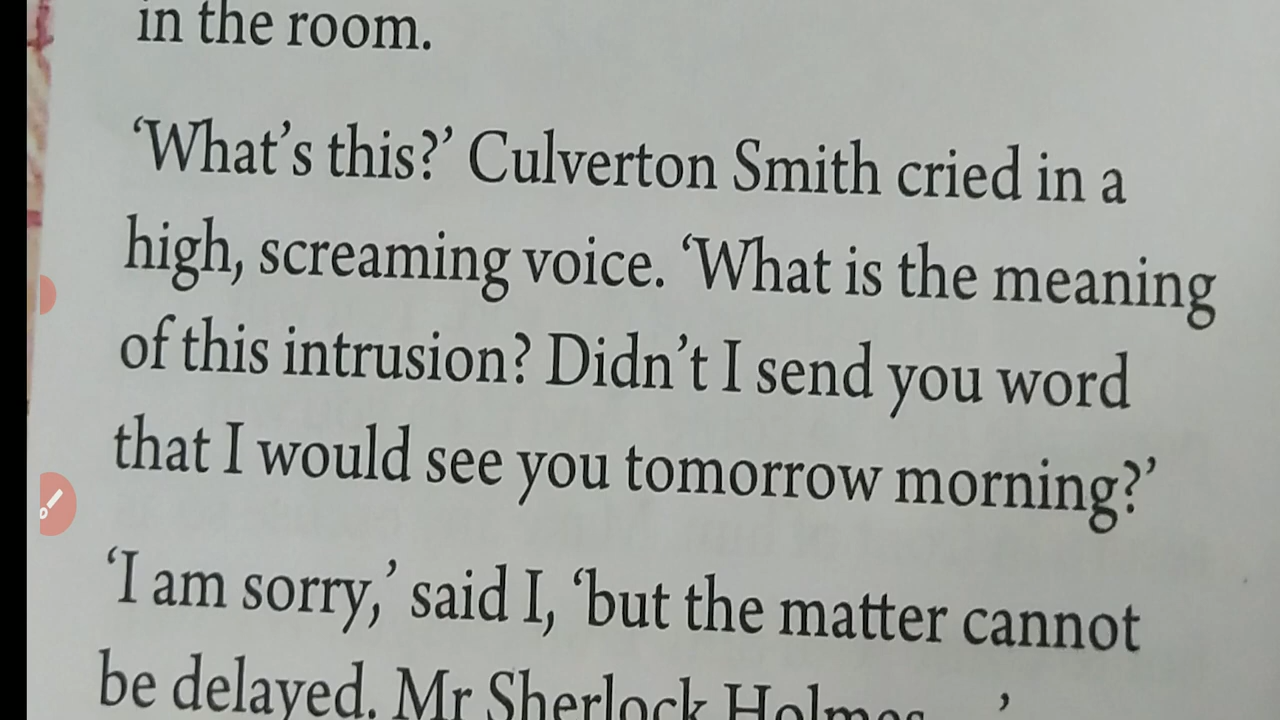 in the room.
‘What’s this?’ Culverton Smith cried in a
high, screaming voice. ‘What is the meaning
of this intrusion? Didn’t I send you word
that I would see you tomorrow morning?’
‘I am sorry,’ said I, ‘but the matter cannot
be delayed. Mr Sherlock Holmes ’